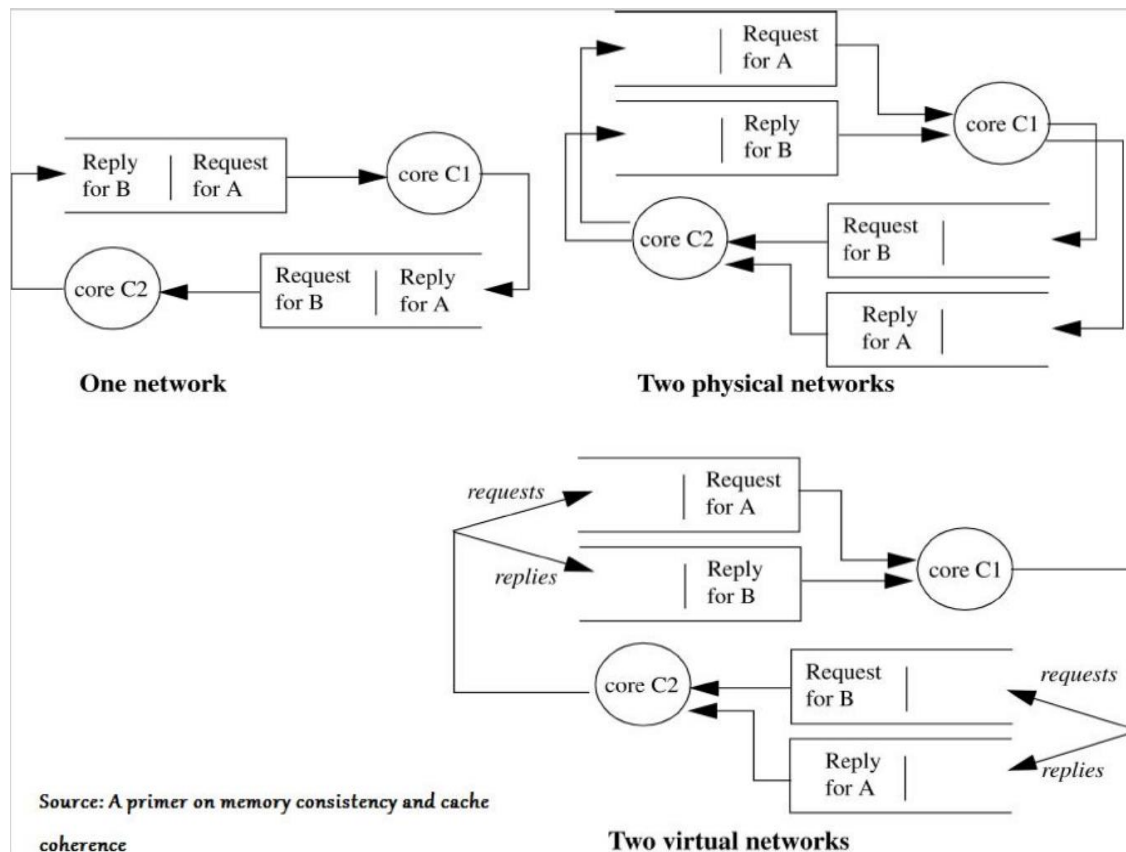 Reply
for B
Request
for A
core C1
core C2
Request
for B
Reply
for A
One network
Request
for A
Reply
for B
core C1
core C2
Request
for B
Reply
for A
Two physical networks
requests
replies
Request
for A
Reply
for B
core C1
core C2
Request
for B
Reply
for A
requests
replies
Two virtual networks
Source: A primer on memory consistency and cache
coherence